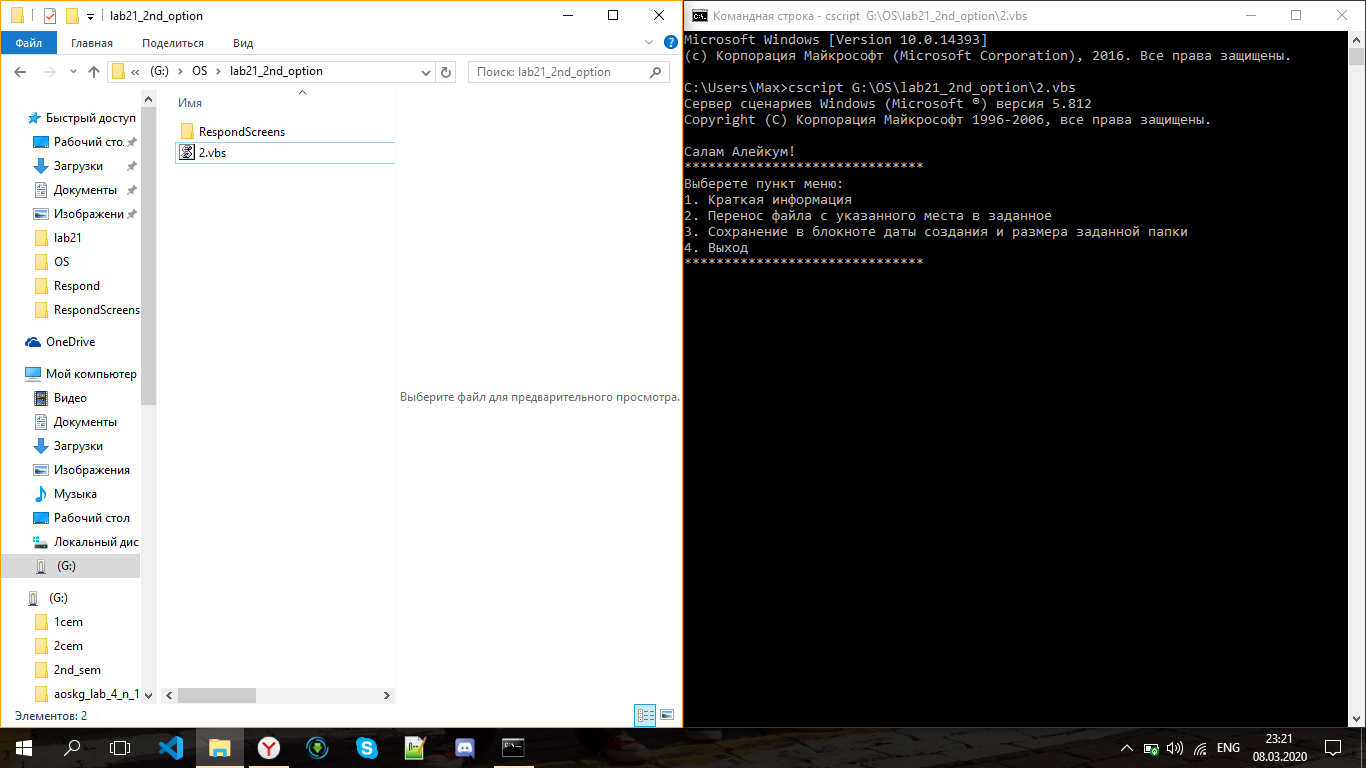 lab21_2nd_option
Файл
Главная
Поделиться
Вид
(G:) > OS > lab21_2nd_option
Поиск: lab21_2nd_option
Быстрый доступ
Рабочий сто.
Загрузки
Документы
Изображени
lab21
OS
Respond
RespondScreens
OneDrive
Мой компьютер
Видео
Документы
Загрузки
Изображения
Музыка
Рабочий стол
Локальный дис
(G:)
(G:)
1сем
2сем
2nd_sem
aoskg_lab_4_n_1
Имя
RespondScreens
2.vbs
Выберите файл для предварительного просмотра.
Элементов: 2
Командная строка - cscript G:\OS\lab21_2nd_option\2.vbs
Microsoft Windows [Version 10.0.14393]
(c) Корпорация Майкрософт (Microsoft Corporation), 2016. Все права защищены.
C:\Users\Max>cscript G:\OS\lab21_2nd_option\2.vbs
Сервер сценариев Windows (Microsoft ®) версия 5.812
Copyright (C) Корпорация Майкрософт 1996-2006, все права защищены.
Салам Алейкум!
******************************
Выберете пункт меню:
1. Краткая информация
2. Перенос файла с указанного места в заданное
3. Сохранение в блокноте даты создания и размера заданной папки
4. Выход
******************************
ENG
23:21
08.03.2020